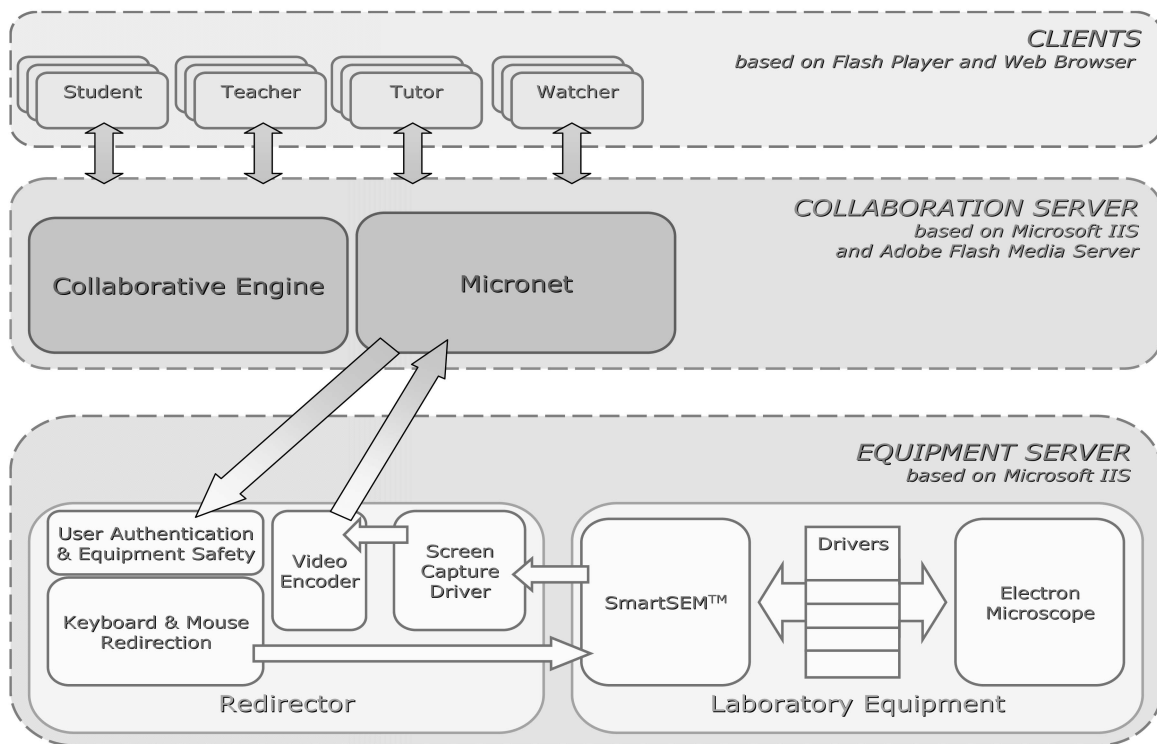 CLIENTS
based on Flash Player and Web Browser
Student
Teacher
Tutor
Watcher
COLLABORATION SERVER
based on Microsoft IIS
and Adobe Flash Media Server
Collaborative Engine
Micronet
EQUIPMENT SERVER
based on Microsoft IIS
User Authentication
& Equipment Safety
Keyboard & Mouse
Redirection
Video
Encoder
Screen
Capture
Driver
Redirector
SmartSEM™
Drivers
Electron
Microscope
Laboratory Equipment